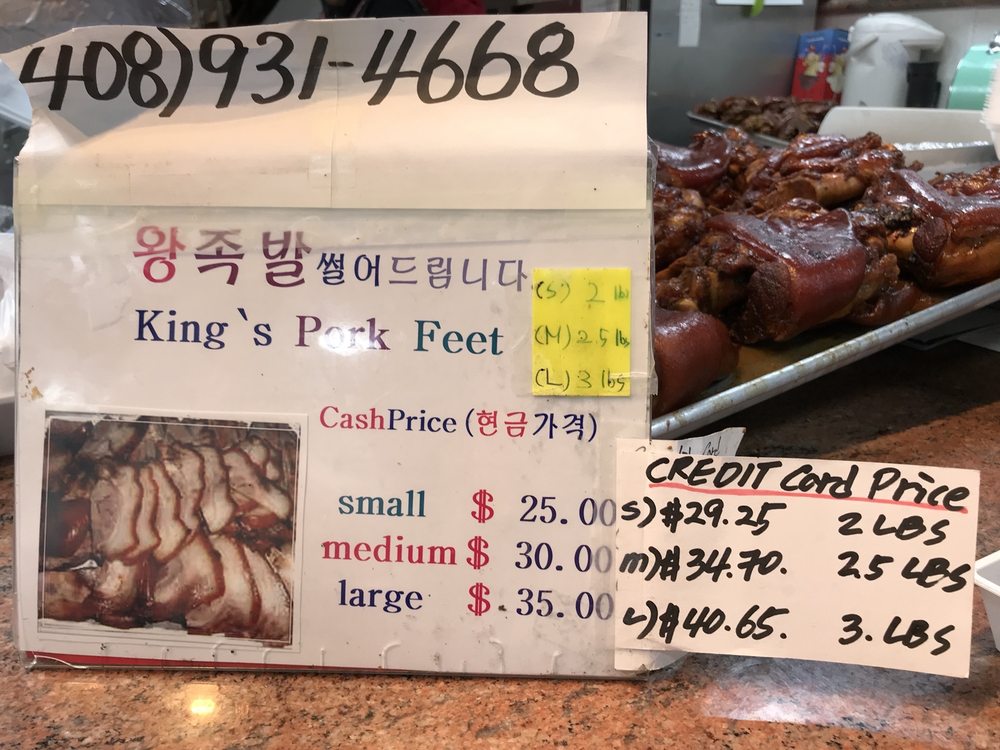 408)931-4668
왕족발 썰어드립니다.
King`s Pork Feet
(S) 2 lbs
(M) 2.5 lbs
(L) 3 lbs
CashPrice (현금가격)
small $ 25.00
medium $ 30.00
large $ 35.00
CREDIT Card Price
S) $29.25 2 LBS
m) $34.70. 2.5 LBS
L) $40.65. 3. LBS